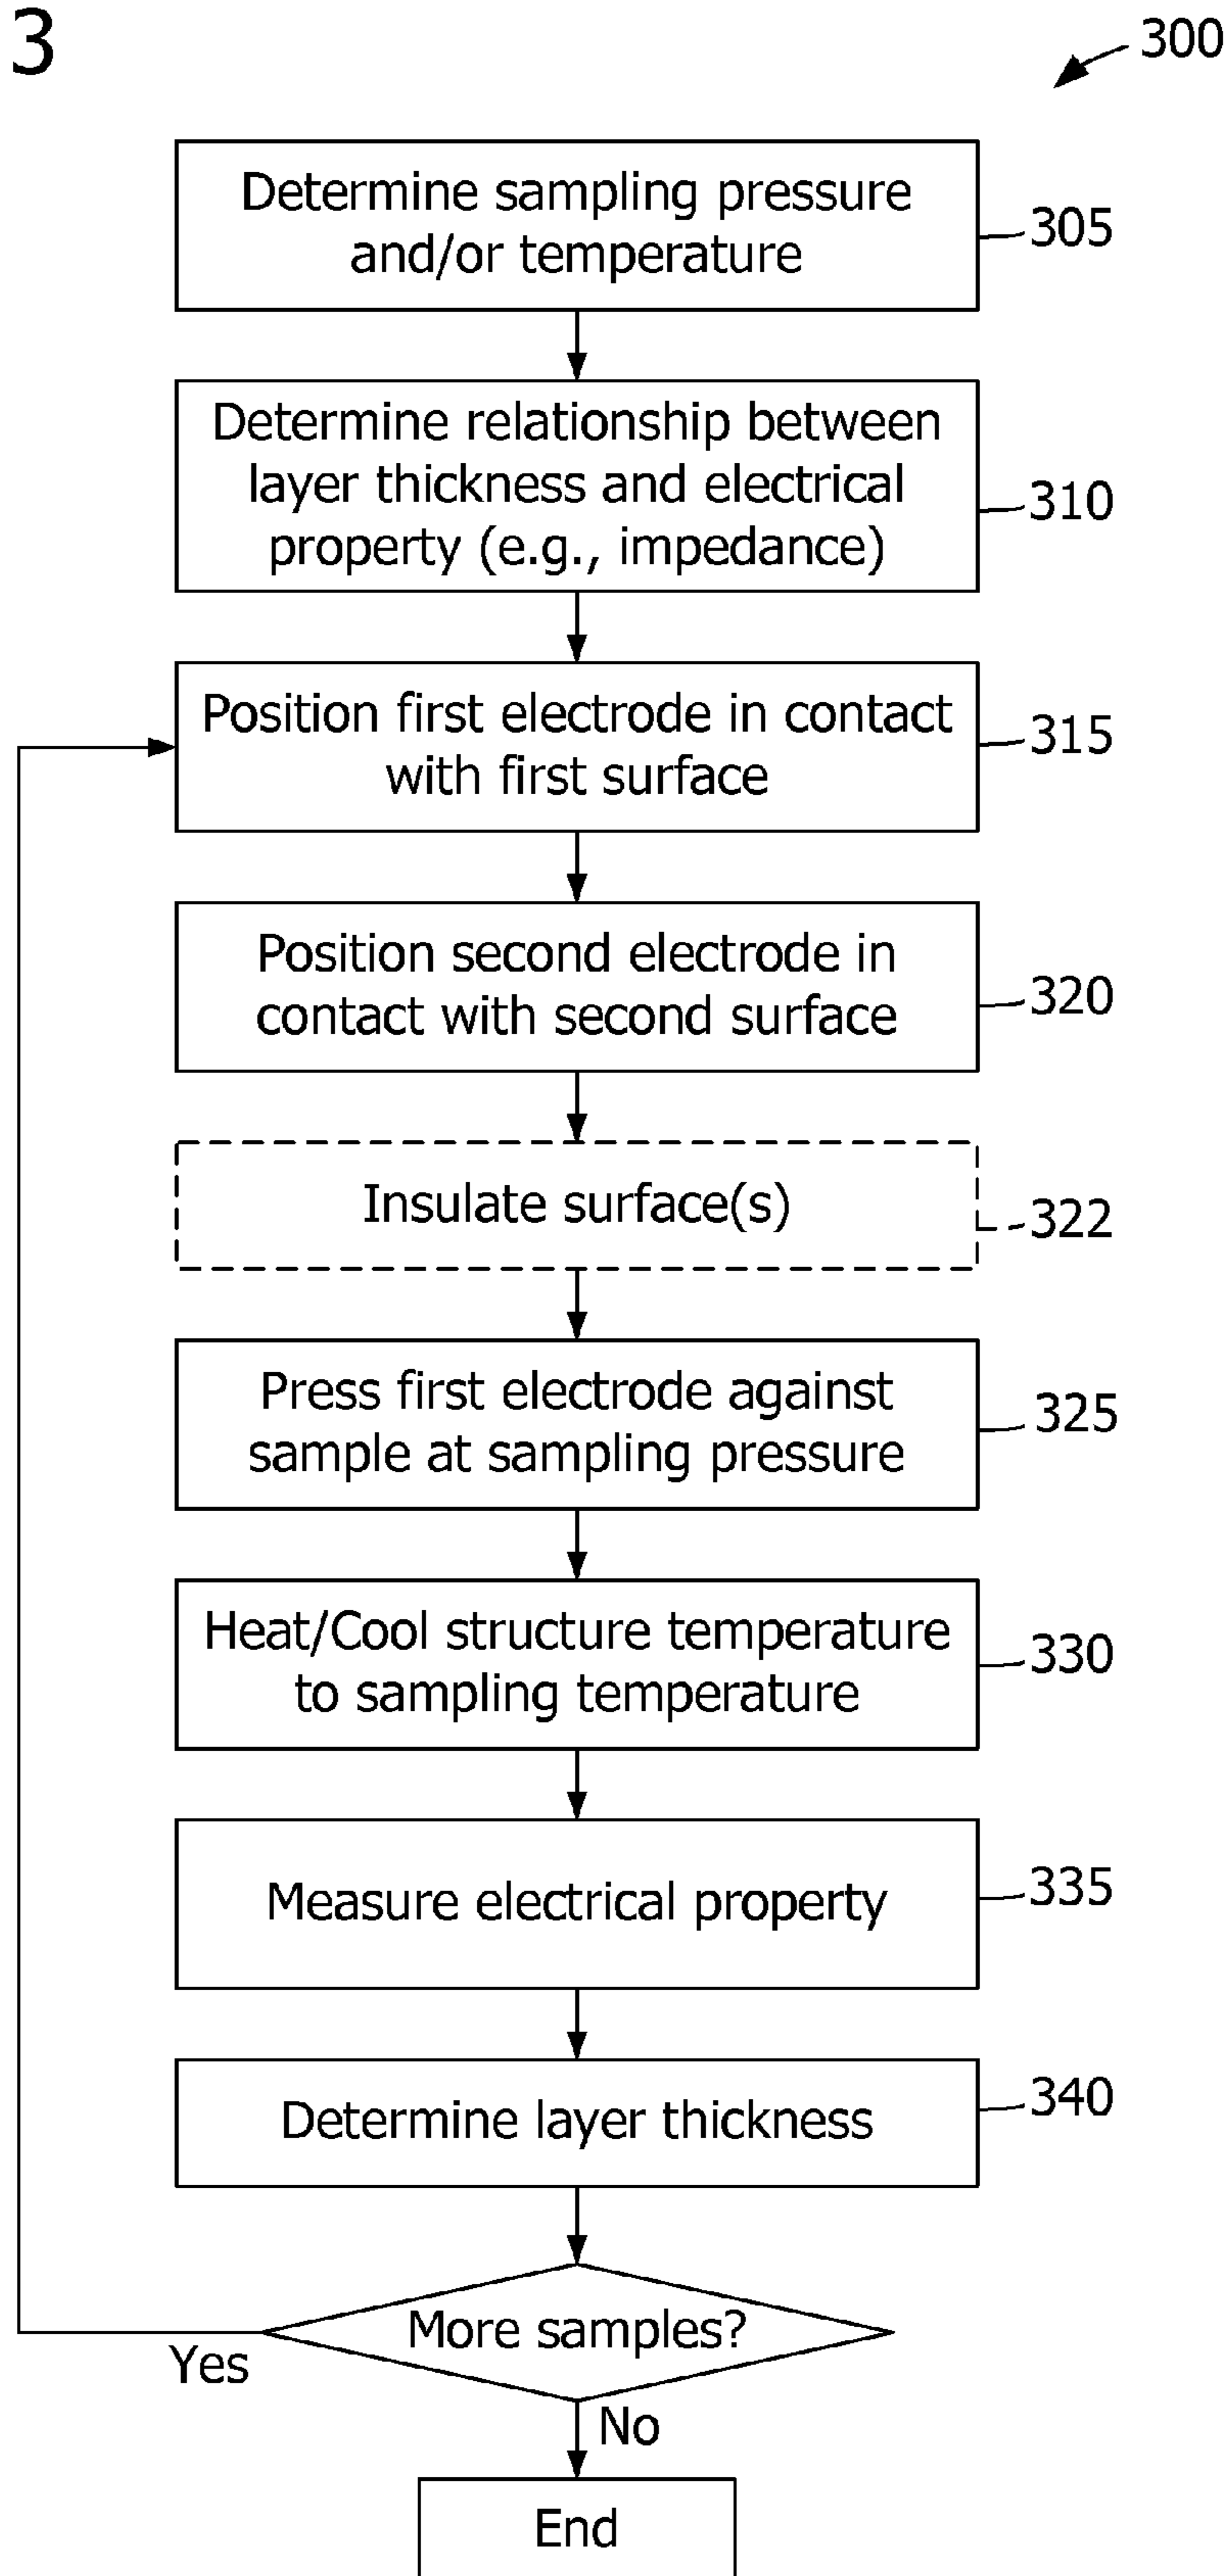 3
300
Determine sampling pressure
and/or temperature
305
Determine relationship between
layer thickness and electrical
property (e.g., impedance)
310
Position first electrode in contact
with first surface
315
Position second electrode in
contact with second surface
320
Insulate surface(s)
322
Press first electrode against
sample at sampling pressure
325
Heat/Cool structure temperature
to sampling temperature
330
Measure electrical property
335
Determine layer thickness
340
More samples?
Yes
No
End